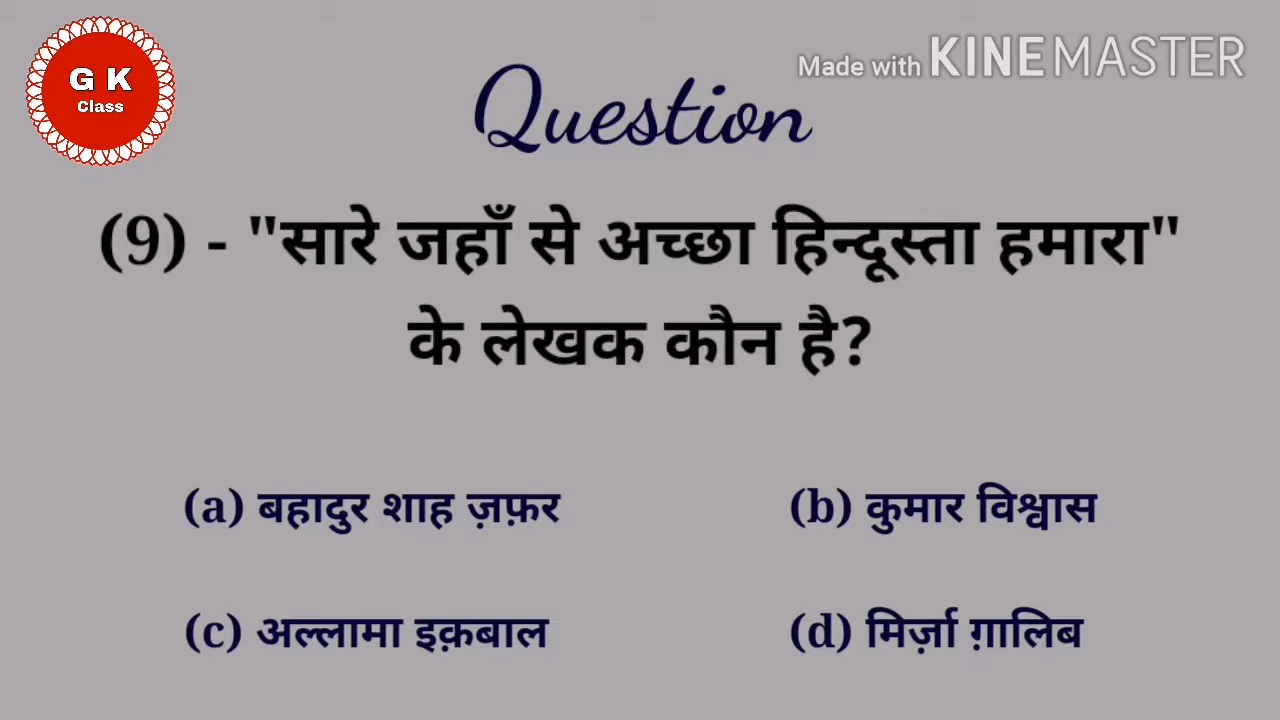 G K
Class
Made with KINEMASTER
Question
(9) - "सारे जहाँ से अच्छा हिन्दूस्ता हमारा"
के लेखक कौन है?
(a) बहादुर शाह ज़फ़र
(b) कुमार विश्वास
(c) अल्लामा इक़बाल
(d) मिर्ज़ा ग़ालिब